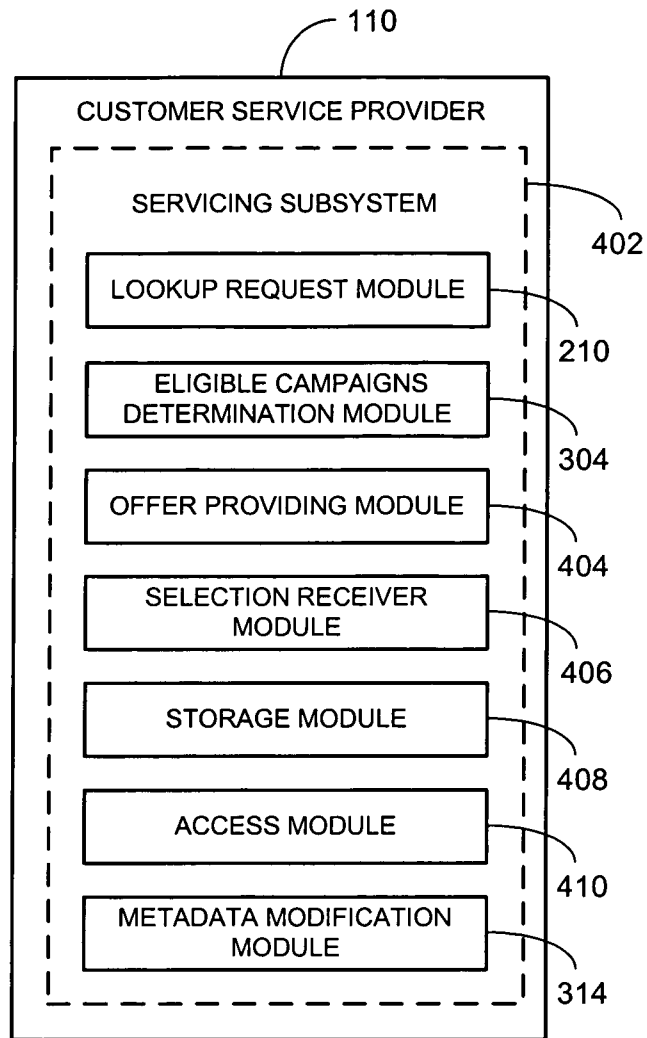 110
CUSTOMER SERVICE PROVIDER
SERVICING SUBSYSTEM
402
LOOKUP REQUEST MODULE
210
ELIGIBLE CAMPAIGNS
DETERMINATION MODULE
304
OFFER PROVIDING MODULE
404
SELECTION RECEIVER
MODULE
406
STORAGE MODULE
408
ACCESS MODULE
410
METADATA MODIFICATION
MODULE
314